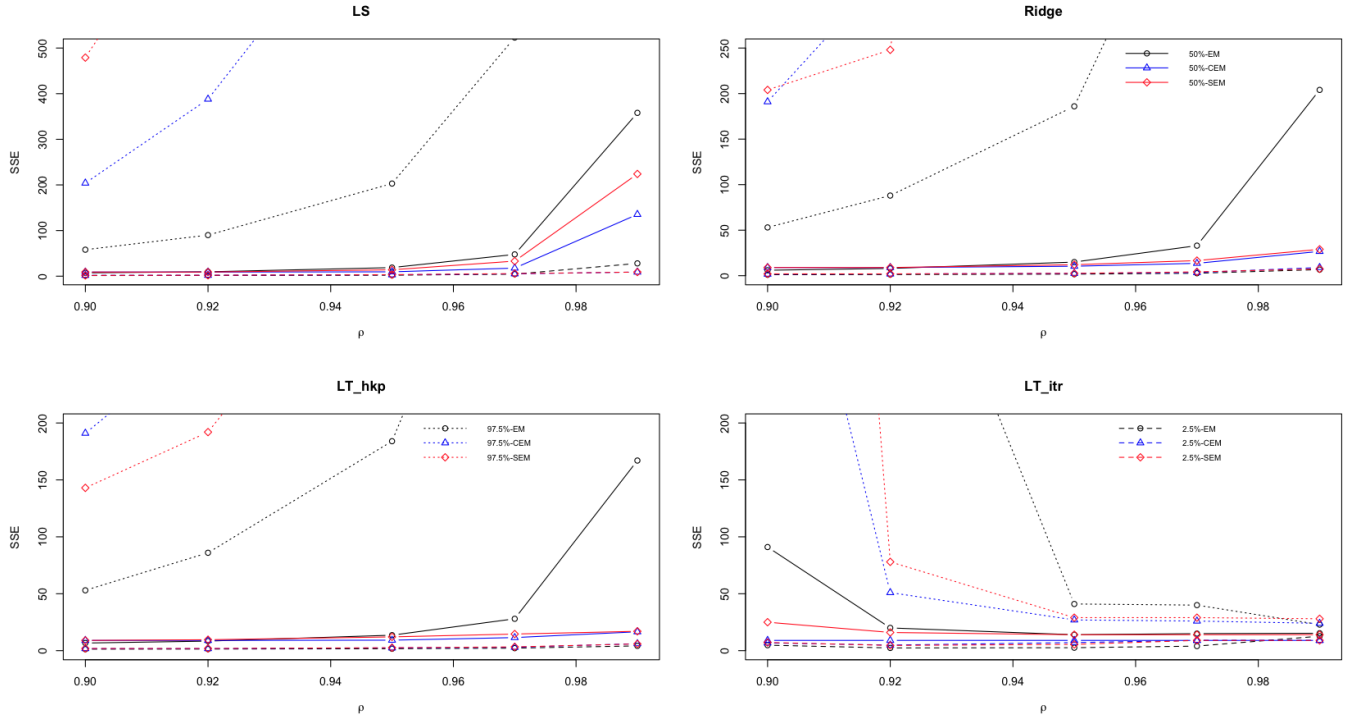 LS
SSE
0 100 200 300 400 500
0.90 0.92 0.94 0.96 0.98
ρ
Ridge
SSE
0 50 100 150 200 250
50%-EM
50%-CEM
50%-SEM
0.90 0.92 0.94 0.96 0.98
ρ
LT_hkp
SSE
0 50 100 150 200
97.5%-EM
97.5%-CEM
97.5%-SEM
0.90 0.92 0.94 0.96 0.98
ρ
LT_itr
SSE
0 50 100 150 200
2.5%-EM
2.5%-CEM
2.5%-SEM
0.90 0.92 0.94 0.96 0.98
ρ